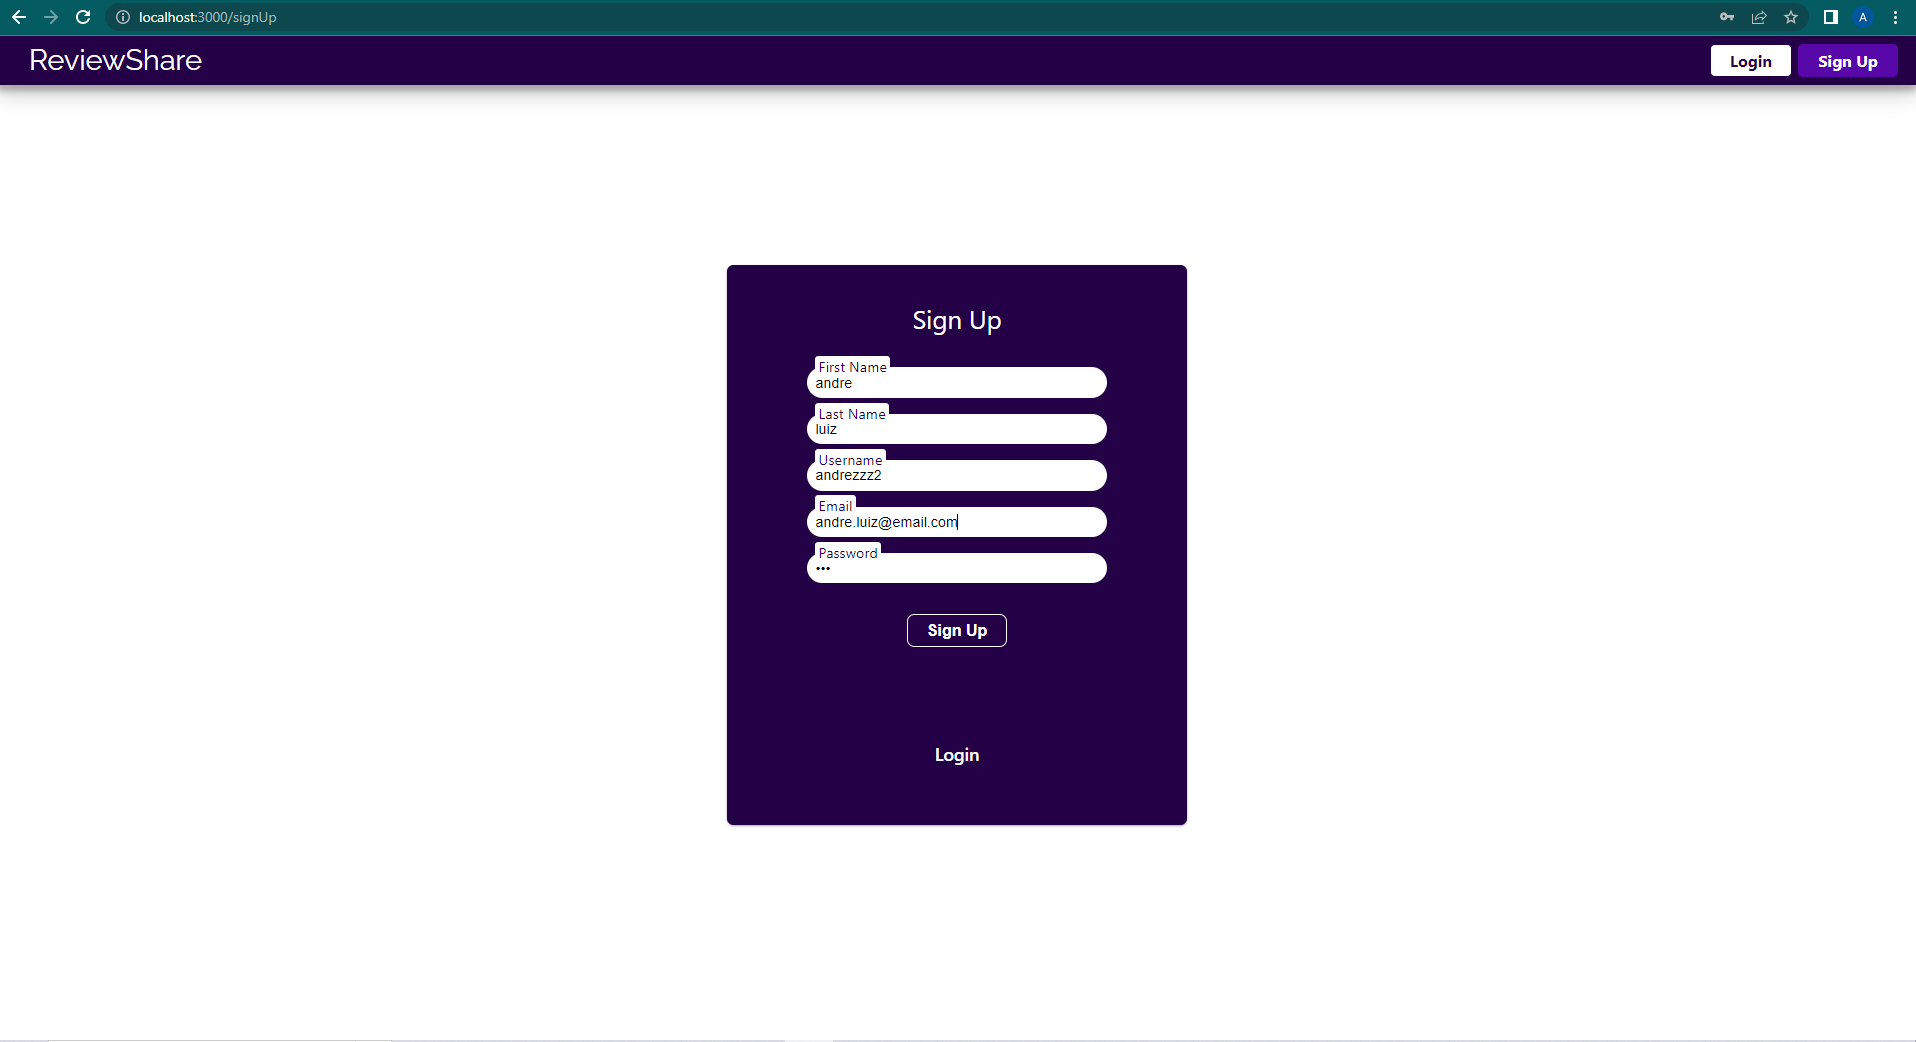 localhost:3000/signUp
A
ReviewShare
Login
Sign Up
Sign Up
First Name
andre
Last Name
luiz
Username
andrezzz2
Email
andre.luiz@email.com
Password
•••
Sign Up
Login